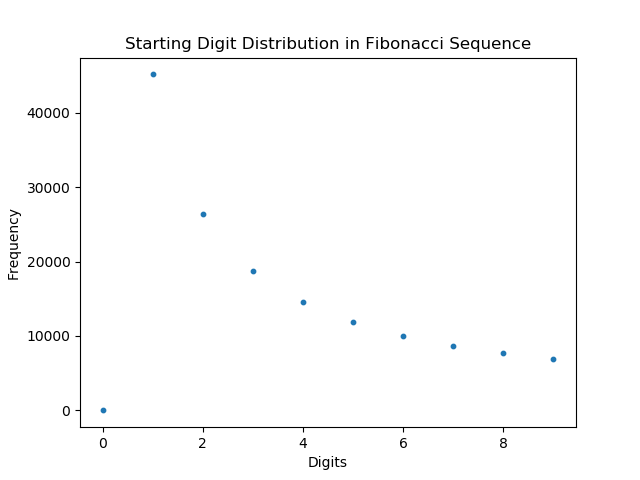 Starting Digit Distribution in Fibonacci Sequence
40000
30000
20000
10000
0
Frequency
0 2 4 6 8
Digits